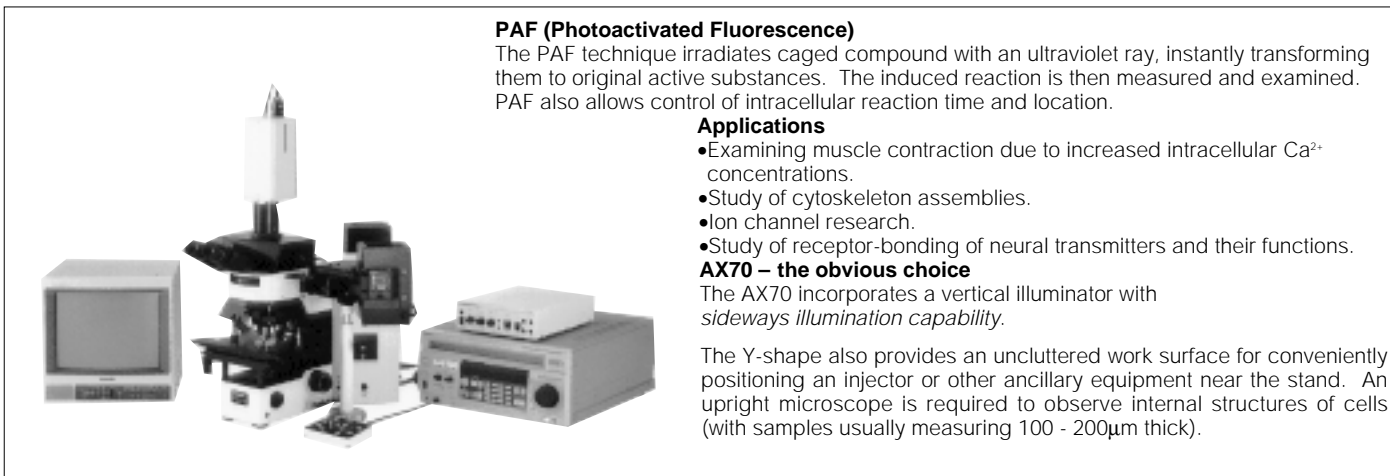 PAF (Photoactivated Fluorescence)
The PAF technique irradiates caged compound with an ultraviolet ray, instantly transforming
them to original active substances. The induced reaction is then measured and examined.
PAF also allows control of intracellular reaction time and location.
Applications
•Examining muscle contraction due to increased intracellular Ca²⁺
concentrations.
•Study of cytoskeleton assemblies.
•Ion channel research.
•Study of receptor-bonding of neural transmitters and their functions.
AX70 – the obvious choice
The AX70 incorporates a vertical illuminator with
sideways illumination capability.
The Y-shape also provides an uncluttered work surface for conveniently
positioning an injector or other ancillary equipment near the stand. An
upright microscope is required to observe internal structures of cells
(with samples usually measuring 100 - 200µm thick).